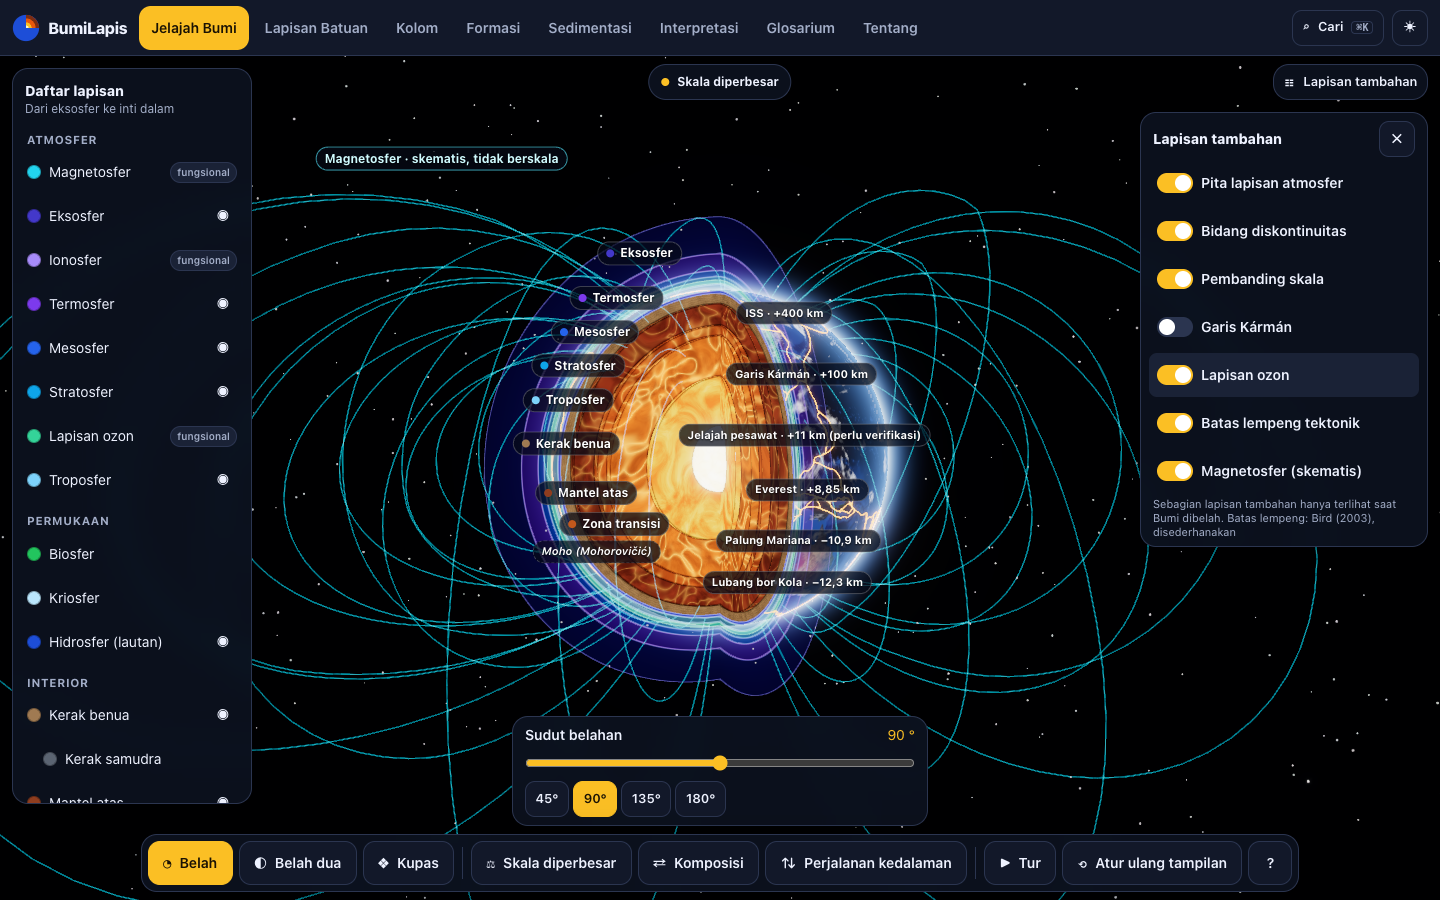 BumiLapis
Jelajah Bumi
Lapisan Batuan
Kolom
Formasi
Sedimentasi
Interpretasi
Glosarium
Tentang
Cari ⌘K
Daftar lapisan
Dari eksosfer ke inti dalam
ATMOSFER
Magnetosfer fungsional
Eksosfer
Ionosfer fungsional
Termosfer
Mesosfer
Stratosfer
Lapisan ozon fungsional
Troposfer
PERMUKAAN
Biosfer
Kriosfer
Hidrosfer (lautan)
INTERIOR
Kerak benua
Kerak samudra
Mantel atas
Skala diperbesar
Magnetosfer · skematis, tidak berskala
Eksosfer
Termosfer
Mesosfer
Stratosfer
Troposfer
Kerak benua
Mantel atas
Zona transisi
Moho (Mohorovičić)
ISS · +400 km
Garis Kármán · +100 km
Jelajah pesawat · +11 km (perlu verifikasi)
Everest · +8,85 km
Palung Mariana · −10,9 km
Lubang bor Kola · −12,3 km
Lapisan tambahan
Lapisan tambahan
Pita lapisan atmosfer
Bidang diskontinuitas
Pembanding skala
Garis Kármán
Lapisan ozon
Batas lempeng tektonik
Magnetosfer (skematis)
Sebagian lapisan tambahan hanya terlihat saat
Bumi dibelah. Batas lempeng: Bird (2003),
disederhanakan
Sudut belahan 90 °
45° 90° 135° 180°
Belah
Belah dua
Kupas
Skala diperbesar
Komposisi
Perjalanan kedalaman
Tur
Atur ulang tampilan
?